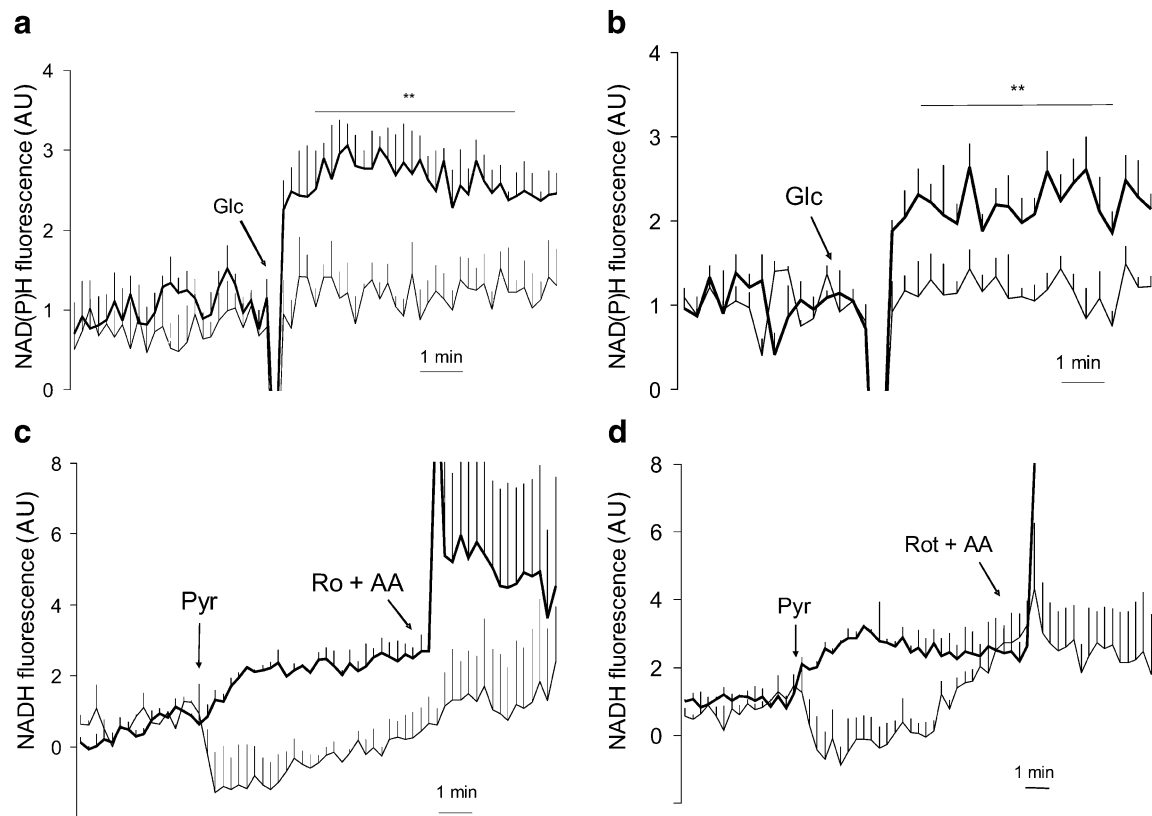 a
NAD(P)H fluorescence (AU)
4
3
2
1
0
Glc
**
1 min
b
NAD(P)H fluorescence (AU)
4
3
2
1
0
Glc
**
1 min
c
NADH fluorescence (AU)
8
6
4
2
0
Pyr
Ro + AA
1 min
d
NADH fluorescence (AU)
8
6
4
2
0
Pyr
Rot + AA
1 min